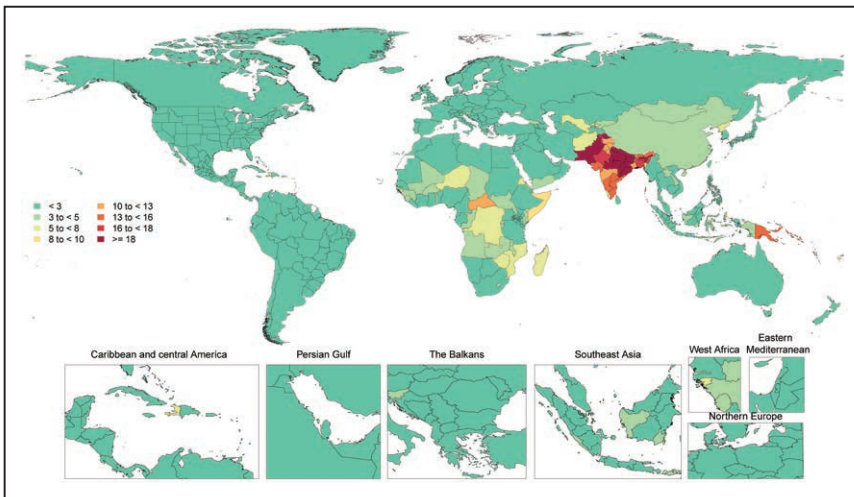 < 3
3 to < 5
5 to < 8
8 to < 10
10 to < 13
13 to < 16
16 to < 18
>= 18
Caribbean and central America
Persian Gulf
The Balkans
Southeast Asia
West Africa
Eastern
Mediterranean
Northern Europe